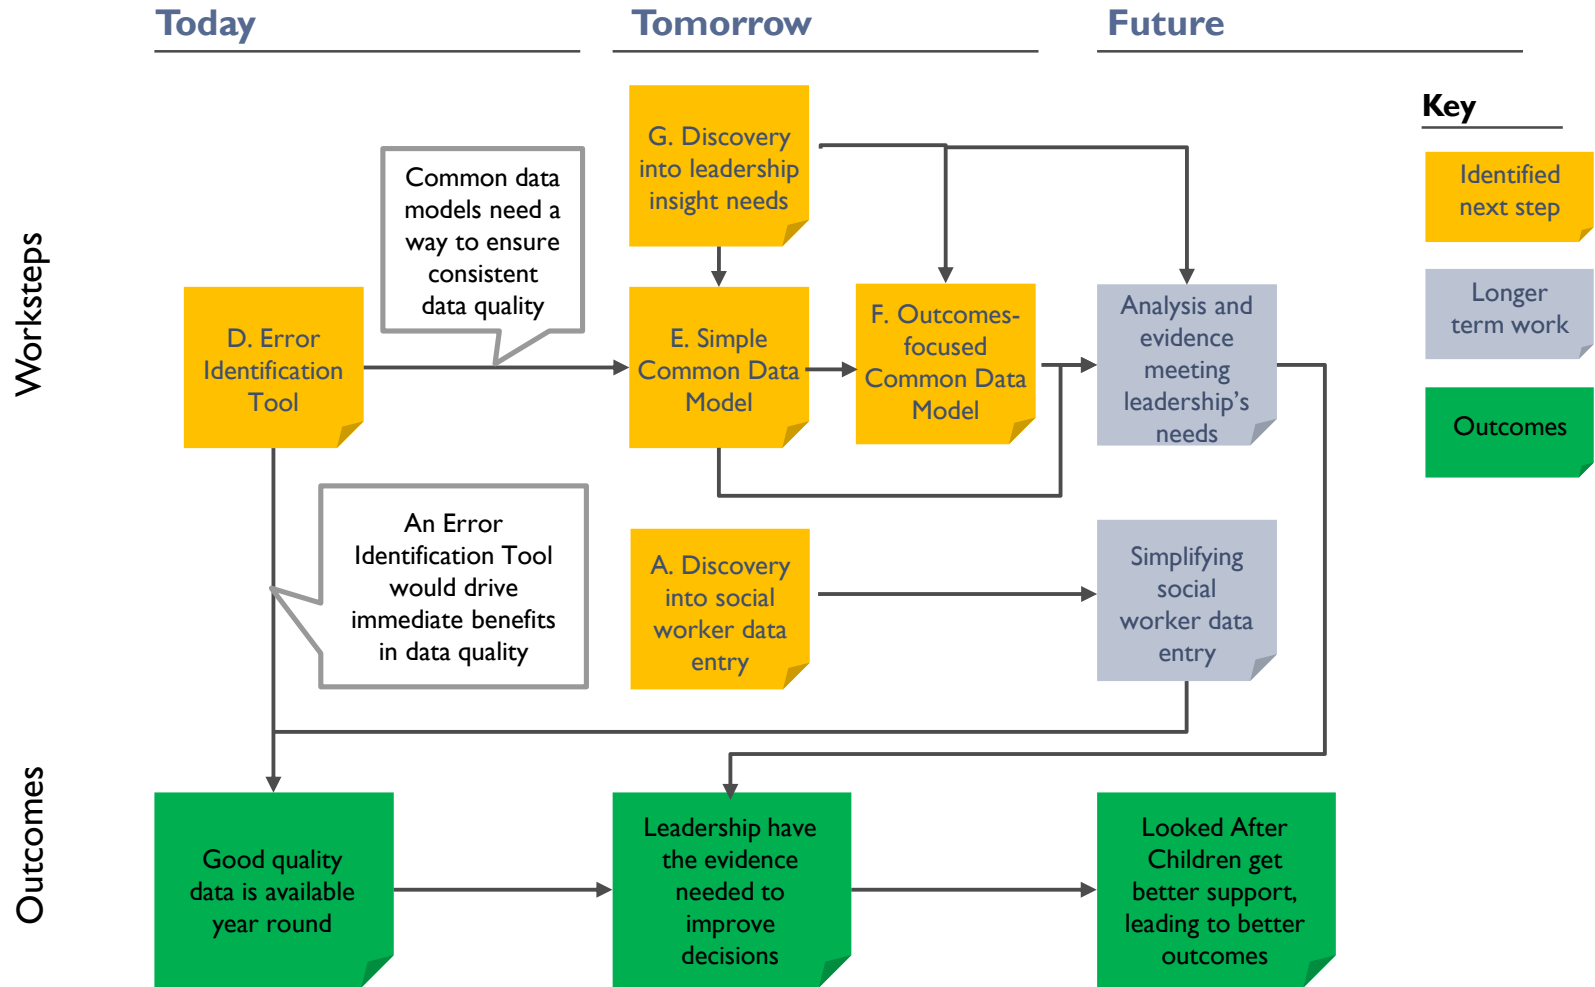 Today
Tomorrow
Future
Key
Worksteps
G. Discovery
into leadership
insight needs
Common data
models need a
way to ensure
consistent
data quality
D. Error
Identification
Tool
E. Simple
Common Data
Model
F. Outcomes-
focused
Common Data
Model
Analysis and
evidence
meeting
leadership's
needs
Identified
next step
Longer
term work
Outcomes
An Error
Identification Tool
would drive
immediate benefits
in data quality
A. Discovery
into social
worker data
entry
Simplifying
social
worker data
entry
Outcomes
Good quality
data is available
year round
Leadership have
the evidence
needed to
improve
decisions
Looked After
Children get
better support,
leading to better
outcomes